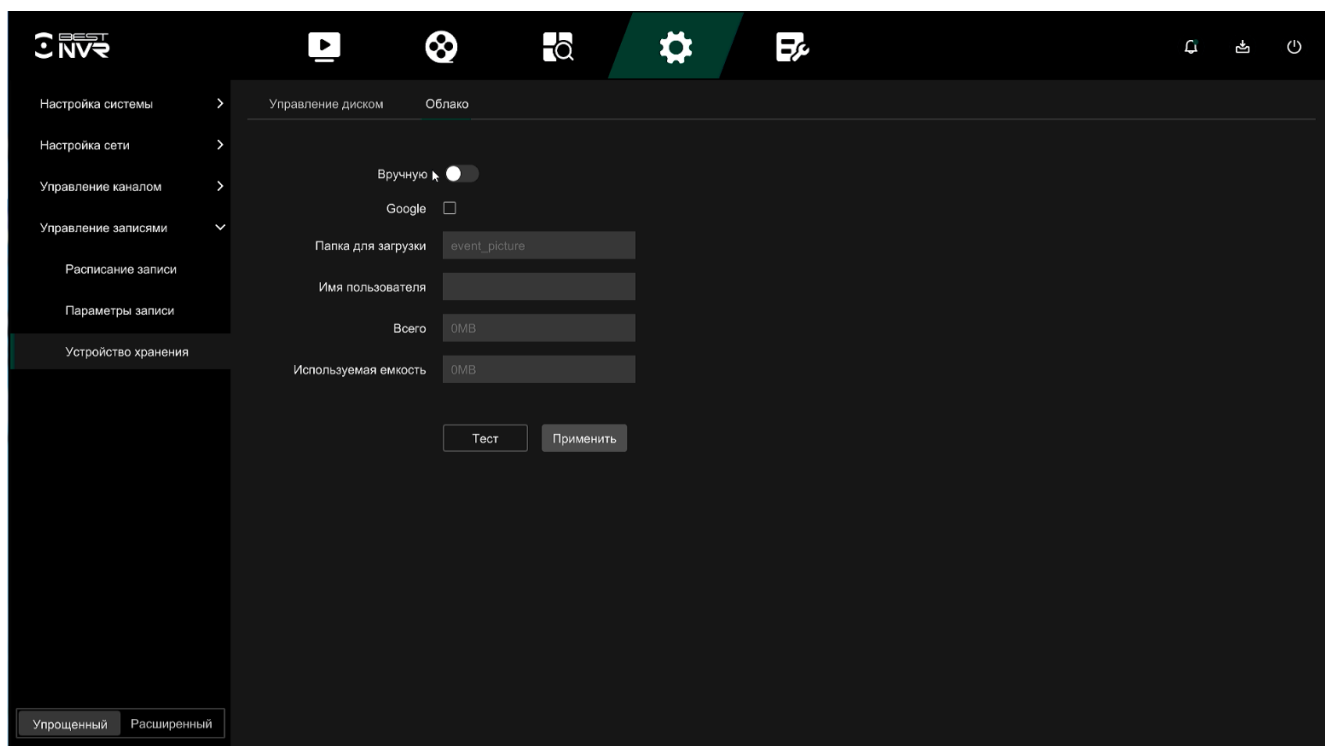 BEST
NVR
Настройка системы
Настройка сети
Управление каналом
Управление записями
Расписание записи
Параметры записи
Устройство хранения
Упрощенный Расширенный
Управление диском Облако
Вручную
Google
Папка для загрузки event_picture
Имя пользователя
Всего 0MB
Используемая емкость 0MB
Тест Применить